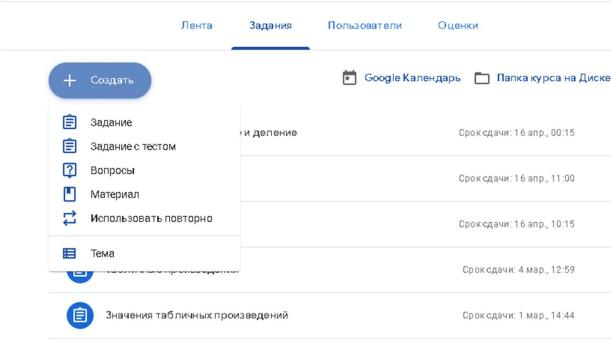 Лента Задания Пользователи Оценки
Создать Google Календарь Папка курса на Диске
Задание
е и деление Срок сдачи: 16 апр., 00:15
Задание с тестом
Вопросы
Срок сдачи: 16 апр., 11:00
Материал
Использовать повторно Срок сдачи: 16 апр., 10:15
Тема
Табличные произведения Срок сдачи: 4 мар., 12:59
Значения табличных произведений Срок сдачи: 1 мар., 14:44